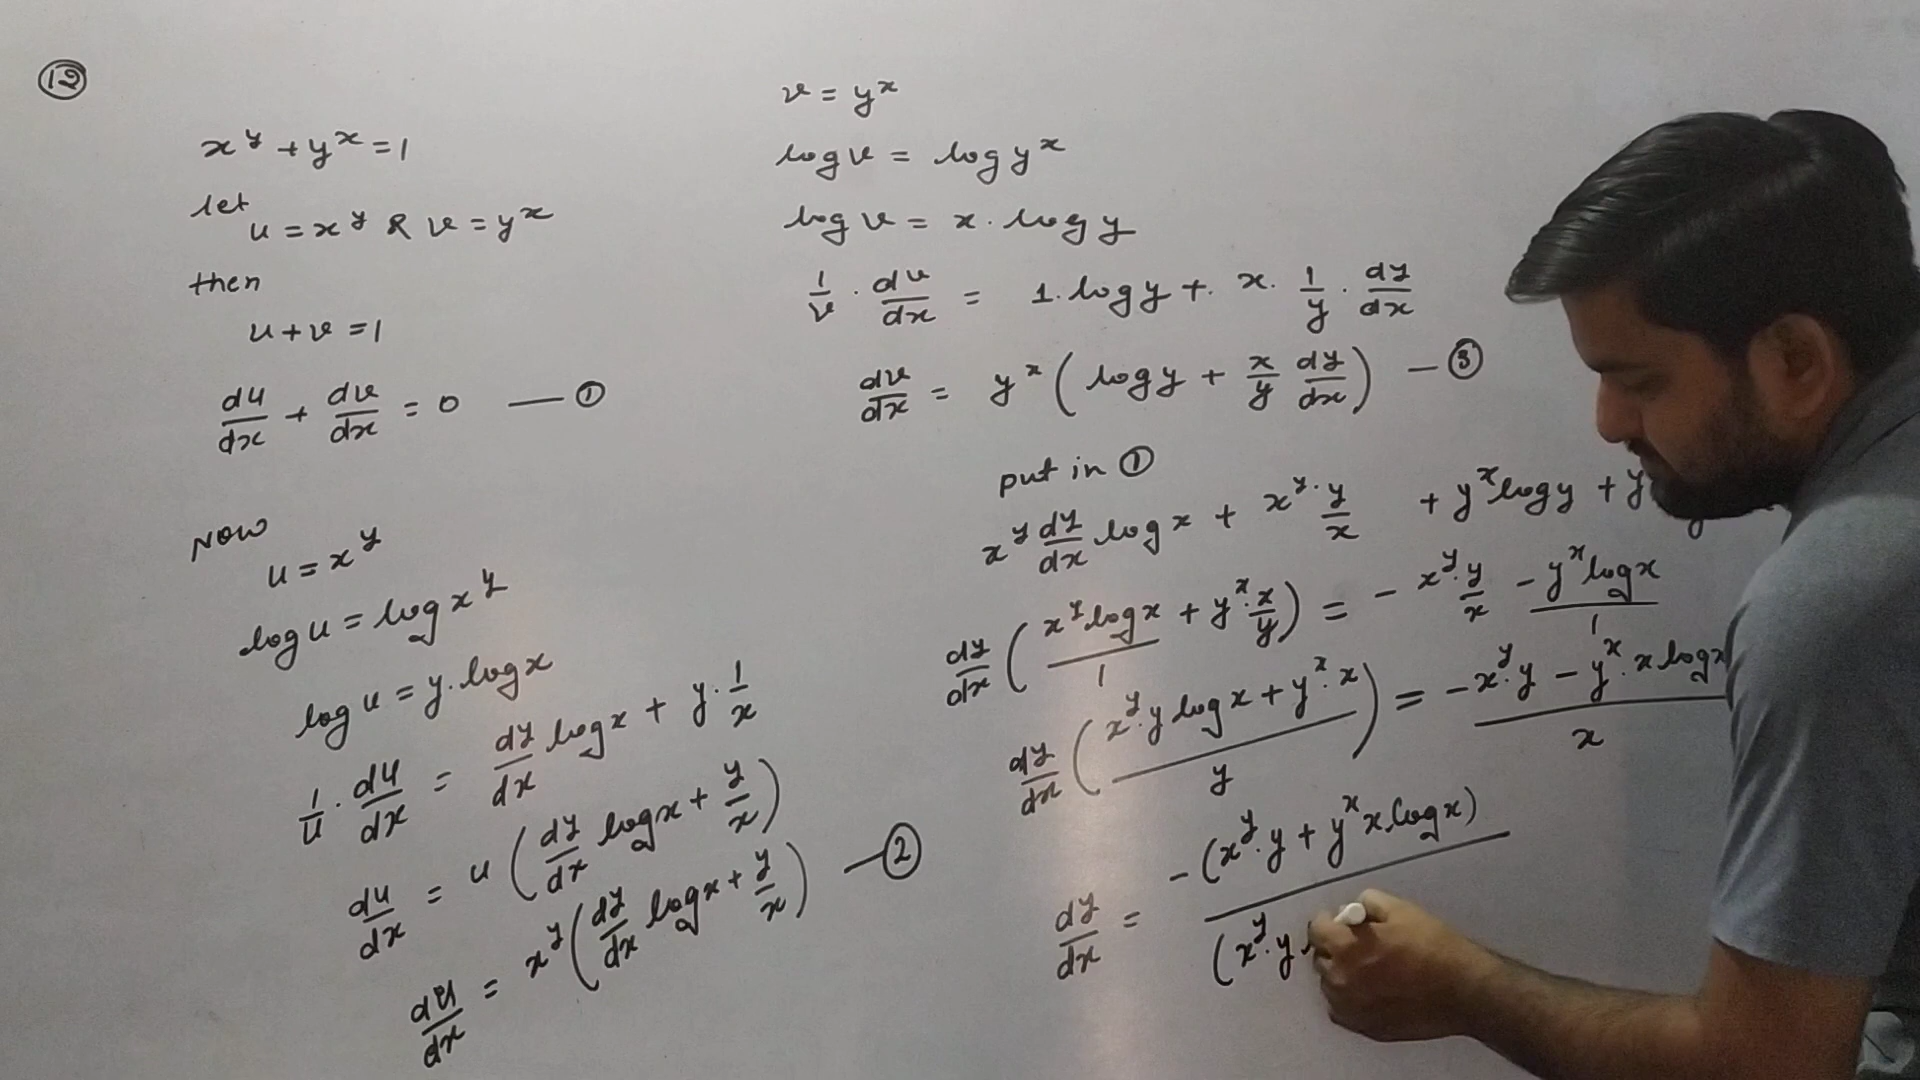 12
x^y + y^x = 1
let
u = x^y & v = y^x
then
u + v = 1
du/dx + dv/dx = 0 — ①
Now
u = x^y
log u = log x^y
log u = y. log x
1/u . du/dx = dy/dx log x + y. 1/x
du/dx = u ( dy/dx log x + y/x )
du/dx = x^y ( dy/dx log x + y/x ) — ②
v = y^x
log v = log y^x
log v = x . log y
1/v . dv/dx = 1. log y +. x. 1/y . dy/dx
dv/dx = y^x ( log y + x/y dy/dx ) — ③
put in ①
x^y dy/dx log x + x^y . y/x + y^x log y + y
dy/dx ( x^y log x / 1 + y^x . x/y ) = - x^y . y/x - y^x log x / 1
dy/dx ( (x^y . y log x + y^x . x) / y ) = (- x^y . y - y^x . x log x) / x
dy/dx = - (x^y . y + y^x x. log x) / (x^y . y